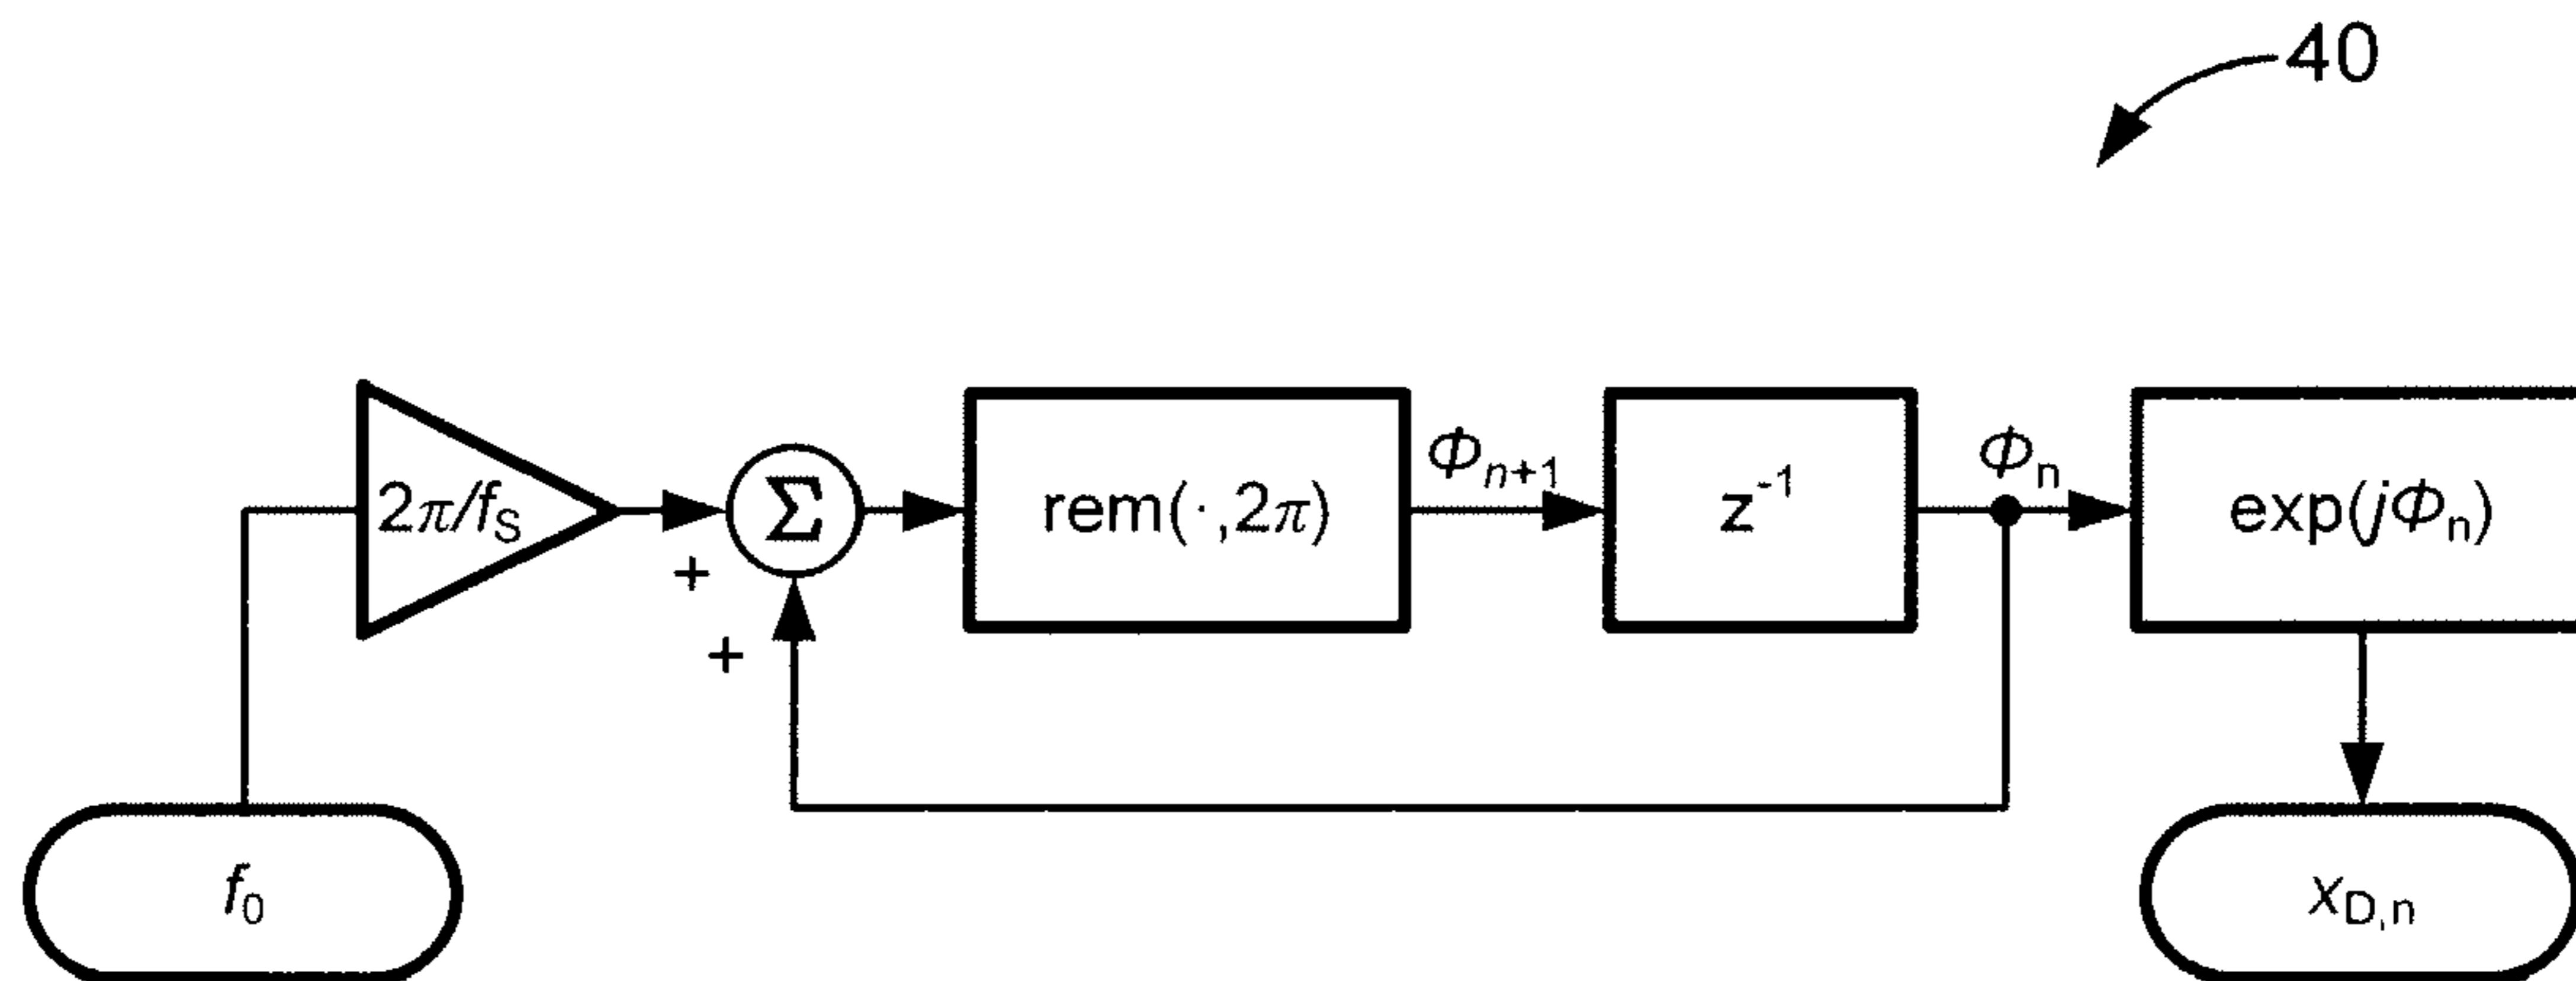 40
2π/fS
+
+
Σ
rem(·,2π)
Φn+1
z-1
Φn
exp(jΦn)
f0
xD,n